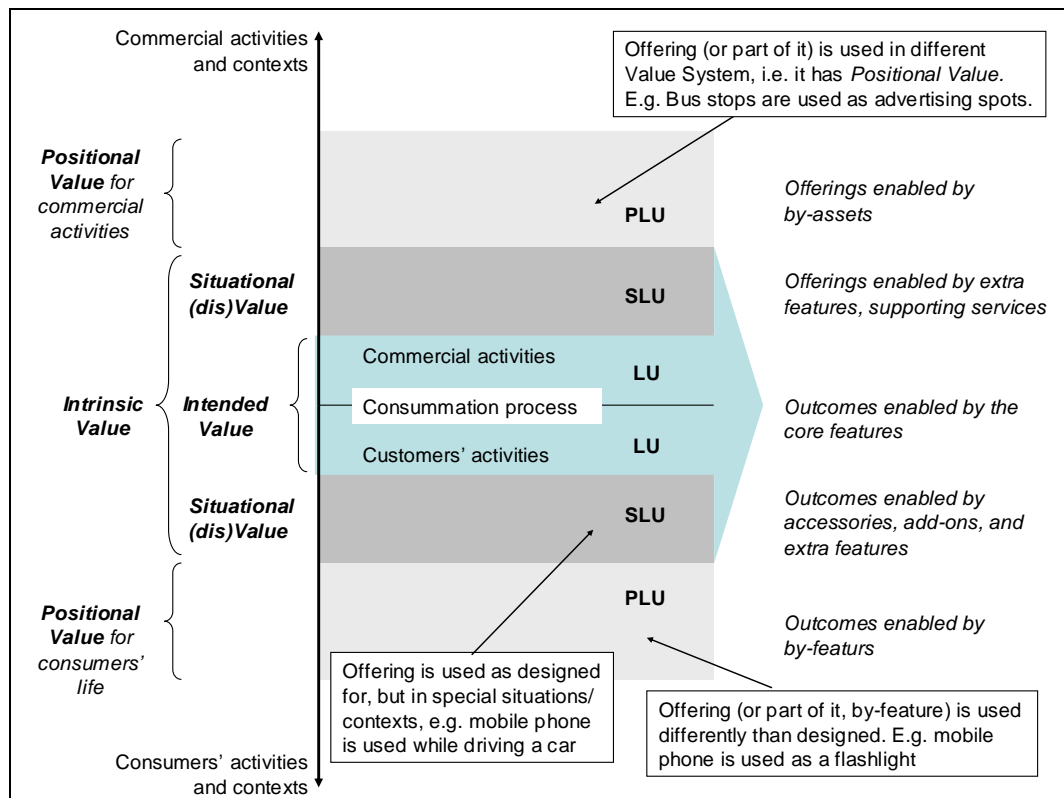 Commercial activities
and contexts
Offering (or part of it) is used in different
Value System, i.e. it has Positional Value.
E.g. Bus stops are used as advertising spots.
Positional
Value for
commercial
activities
PLU
Offerings enabled by
by-assets
Situational
(dis)Value
SLU
Offerings enabled by extra
features, supporting services
Intrinsic
Value
Intended
Value
Commercial activities
LU
Consummation process
Customers' activities
LU
Outcomes enabled by the
core features
Situational
(dis)Value
SLU
Outcomes enabled by
accessories, add-ons, and
extra features
Positional
Value for
consumers'
life
PLU
Outcomes enabled by
by-featurs
Offering is used as designed
for, but in special situations/
contexts, e.g. mobile phone
is used while driving a car
Offering (or part of it, by-feature) is used
differently than designed. E.g. mobile
phone is used as a flashlight
Consumers' activities
and contexts